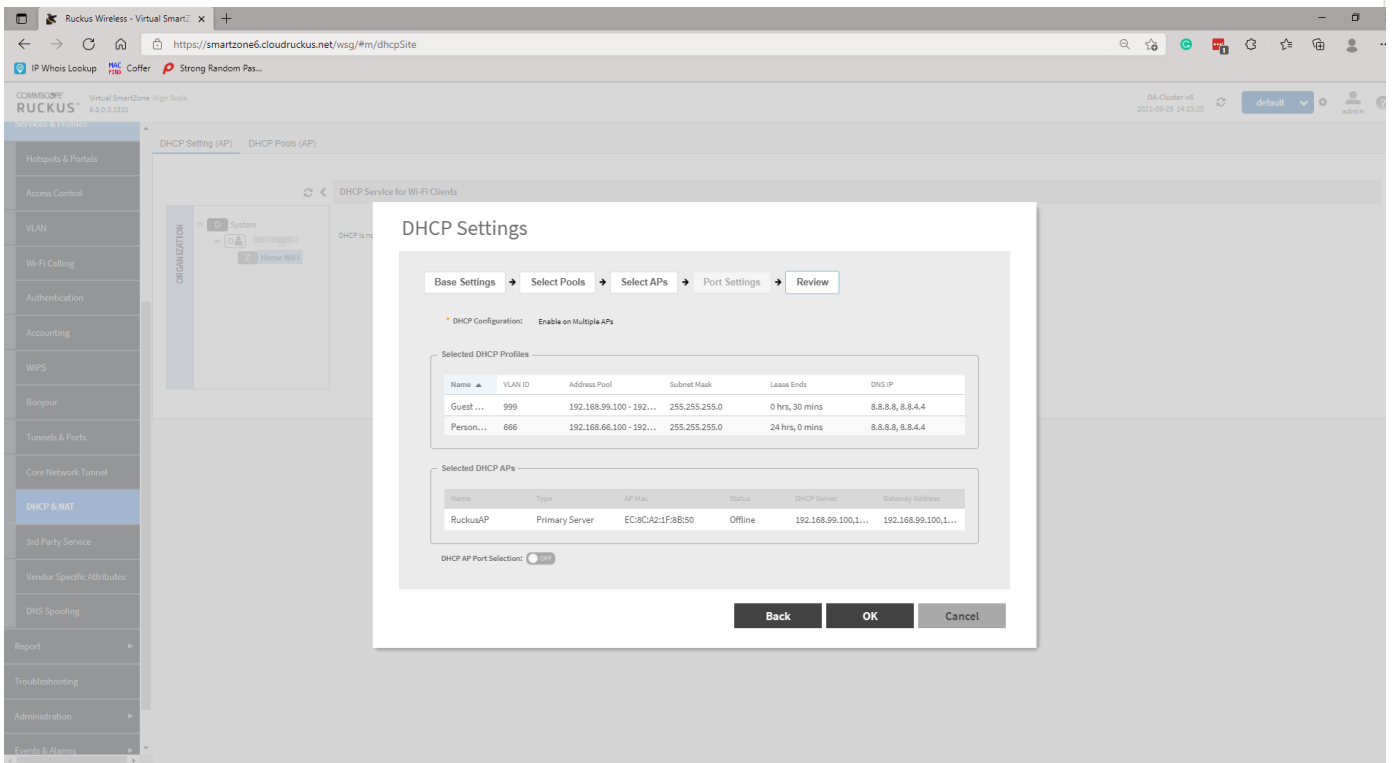 Ruckus Wireless - Virtual SmartZ
https://smartzone6.cloudruckus.net/wsg/#m/dhcpSite
1
IP Whois Lookup MAC FIND Coffer Strong Random Pas...
COMMSCOPE RUCKUS Virtual SmartZone High Scale
6.0.0.0.1331
DA-Cluster-v6
2021-09-29 14:23:23
default
admin
Services & Profiles
Hotspots & Portals
Access Control
VLAN
Wi-Fi Calling
Authentication
Accounting
WIPS
Bonjour
Tunnels & Ports
Core Network Tunnel
DHCP & NAT
3rd Party Service
Vendor Specific Attributes
DNS Spoofing
Report
Troubleshooting
Administration
Events & Alarms
DHCP Setting (AP) DHCP Pools (AP)
DHCP Service for Wi-Fi Clients
ORGANIZATION
D System
D
Z Home WiFi
DHCP is
DHCP Settings
Base Settings Select Pools Select APs Port Settings Review
* DHCP Configuration: Enable on Multiple APs
Selected DHCP Profiles
Name VLAN ID Address Pool Subnet Mask Lease Ends DNS IP
Guest ... 999 192.168.99.100 - 192... 255.255.255.0 0 hrs, 30 mins 8.8.8.8, 8.8.4.4
Person... 666 192.168.66.100 - 192... 255.255.255.0 24 hrs, 0 mins 8.8.8.8, 8.8.4.4
Selected DHCP APs
Name Type AP Mac Status DHCP Server Gateway Address
RuckusAP Primary Server EC:8C:A2:1F:8B:50 Offline 192.168.99.100,1... 192.168.99.100,1...
DHCP AP Port Selection: OFF
Back OK Cancel